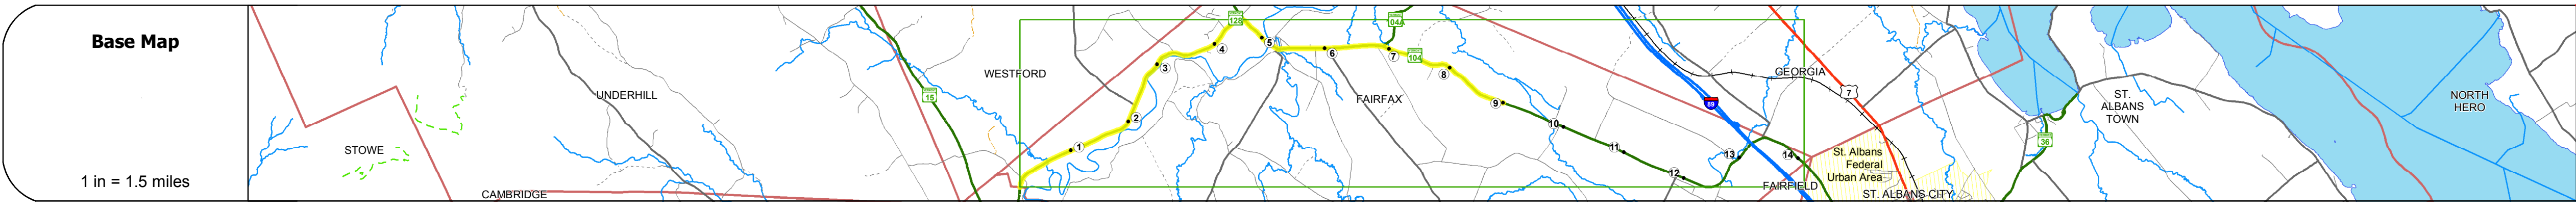 Base Map
1 in = 1.5 miles
STOWE
CAMBRIDGE
UNDERHILL
15
WESTFORD
1
2
3
4
128
5
6
FAIRFAX
7
04A
104
8
9
10
11
12
13
89
14
GEORGIA
7
FAIRFIELD
St. Albans
Federal
Urban Area
ST. ALBANS CITY
36
ST.
ALBANS
TOWN
NORTH
HERO